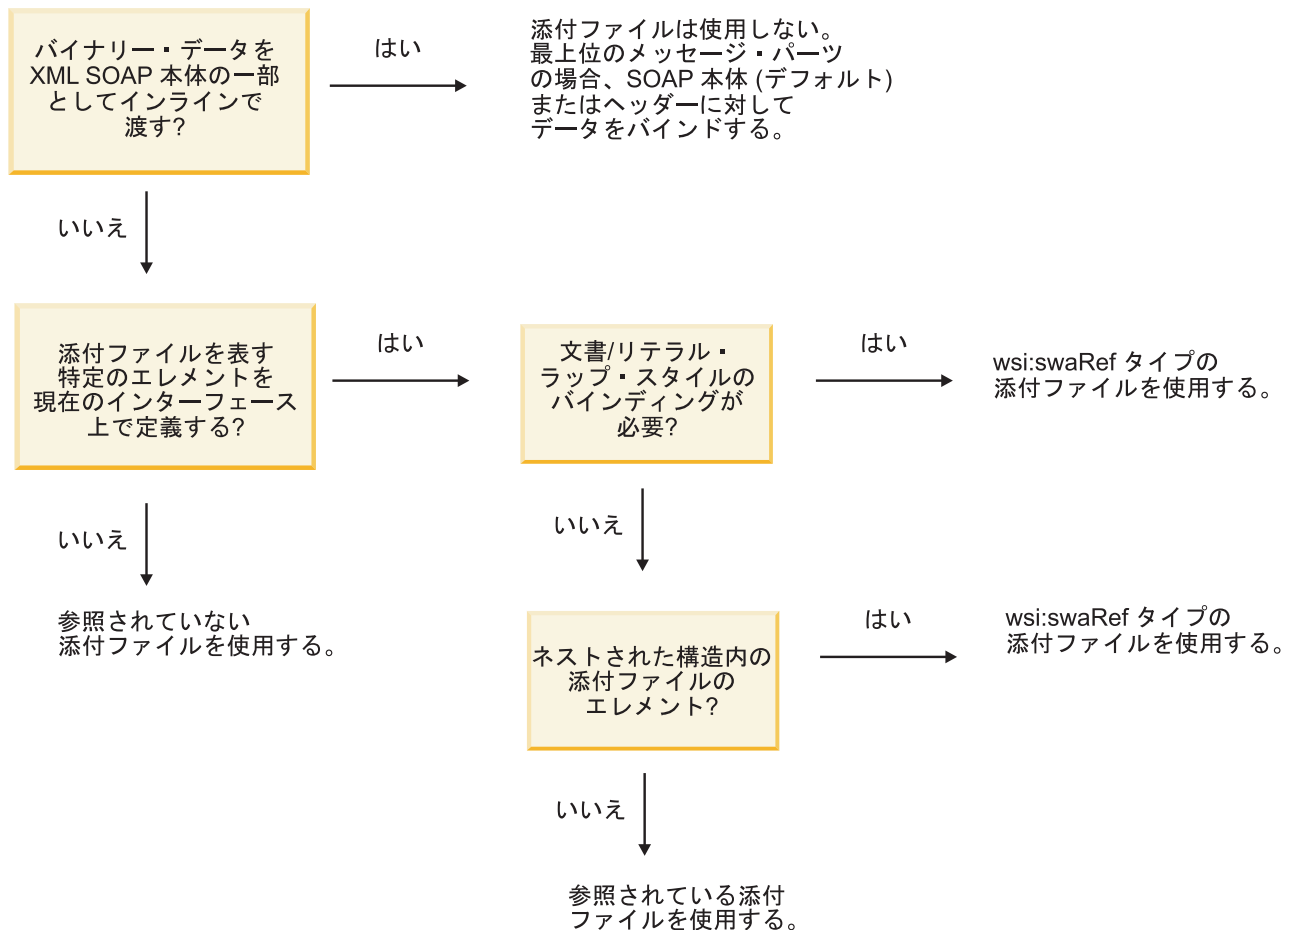 バイナリー・データを
XML SOAP 本体の一部
としてインラインで
渡す?
はい
添付ファイルは使用しない。
最上位のメッセージ・パーツ
の場合、SOAP 本体 (デフォルト)
またはヘッダーに対して
データをバインドする。
いいえ
添付ファイルを表す
特定のエレメントを
現在のインターフェース
上で定義する?
はい
文書/リテラル・
ラップ・スタイルの
バインディングが
必要?
はい
wsi:swaRef タイプの
添付ファイルを使用する。
いいえ
参照されていない
添付ファイルを使用する。
いいえ
ネストされた構造内の
添付ファイルの
エレメント?
はい
wsi:swaRef タイプの
添付ファイルを使用する。
いいえ
参照されている添付
ファイルを使用する。